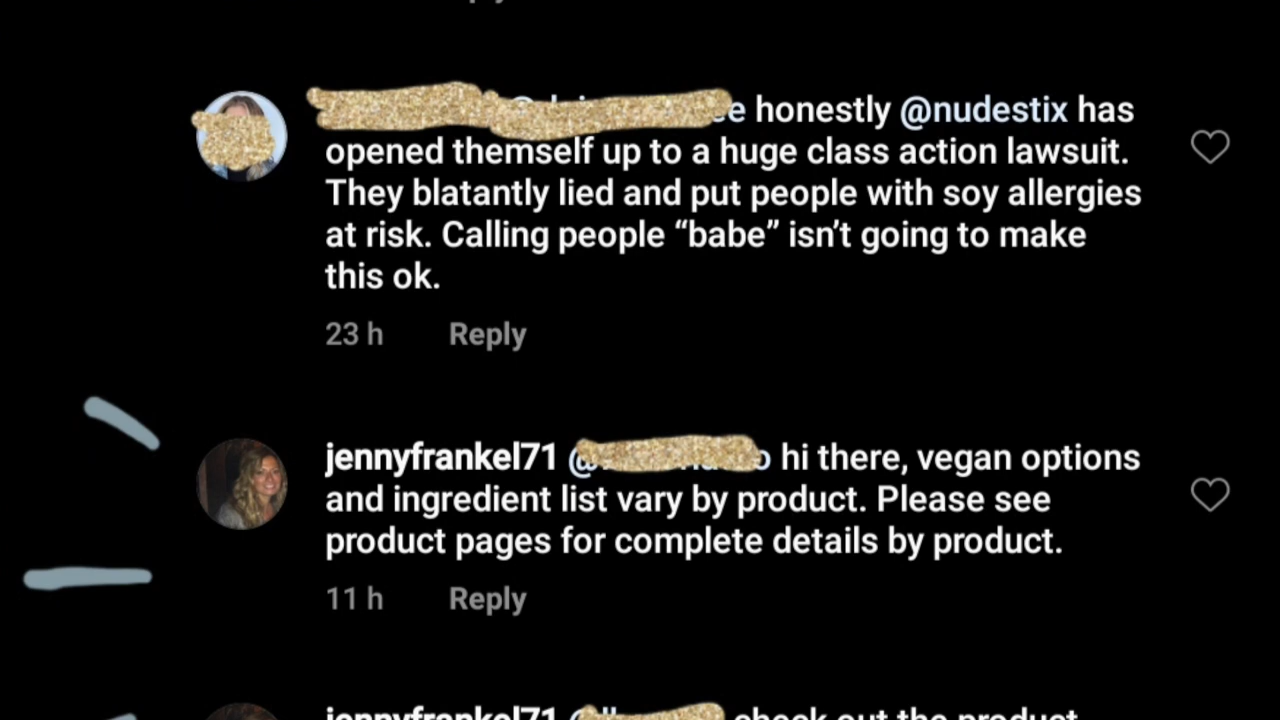 honestly @nudestix has
opened themself up to a huge class action lawsuit.
They blatantly lied and put people with soy allergies
at risk. Calling people “babe” isn’t going to make
this ok.
23 h Reply
jennyfrankel71 @ hi there, vegan options
and ingredient list vary by product. Please see
product pages for complete details by product.
11 h Reply
jennyfrankel71 check out the product